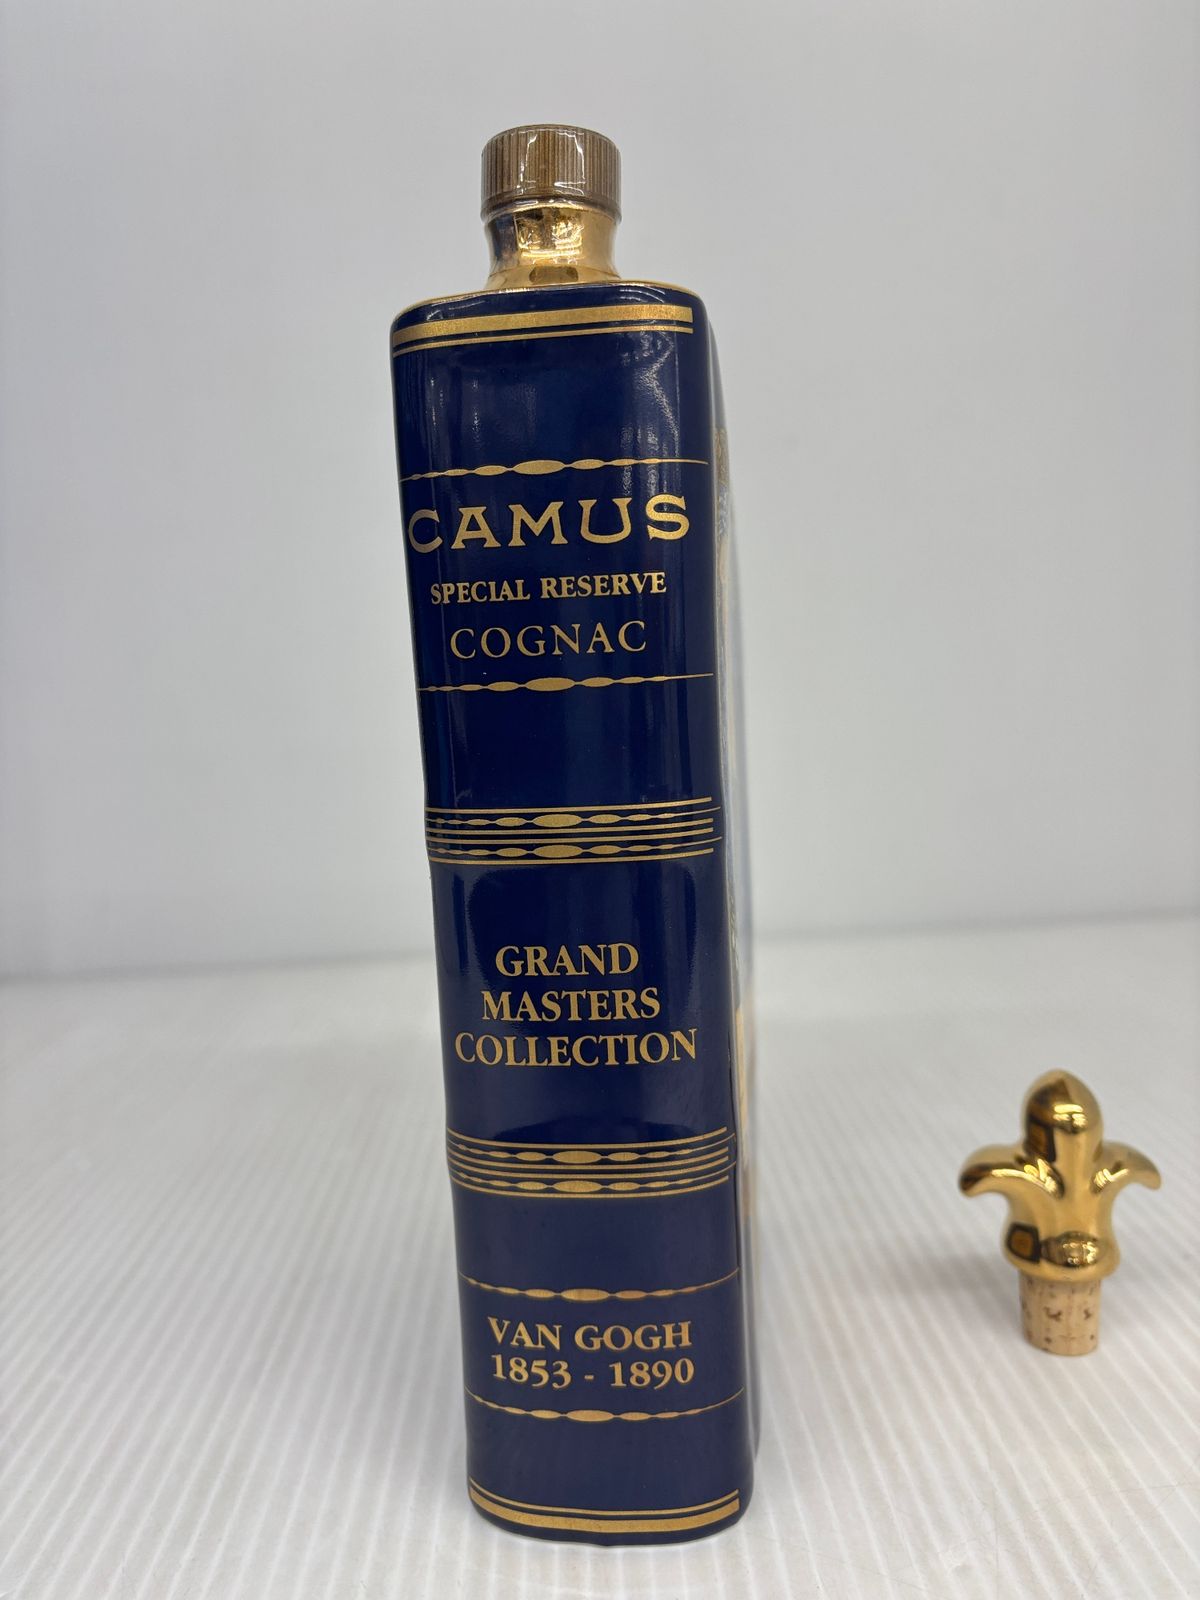 CAMUS
SPECIAL RESERVE
COGNAC
GRAND
MASTERS
COLLECTION
VAN GOGH
1853 - 1890